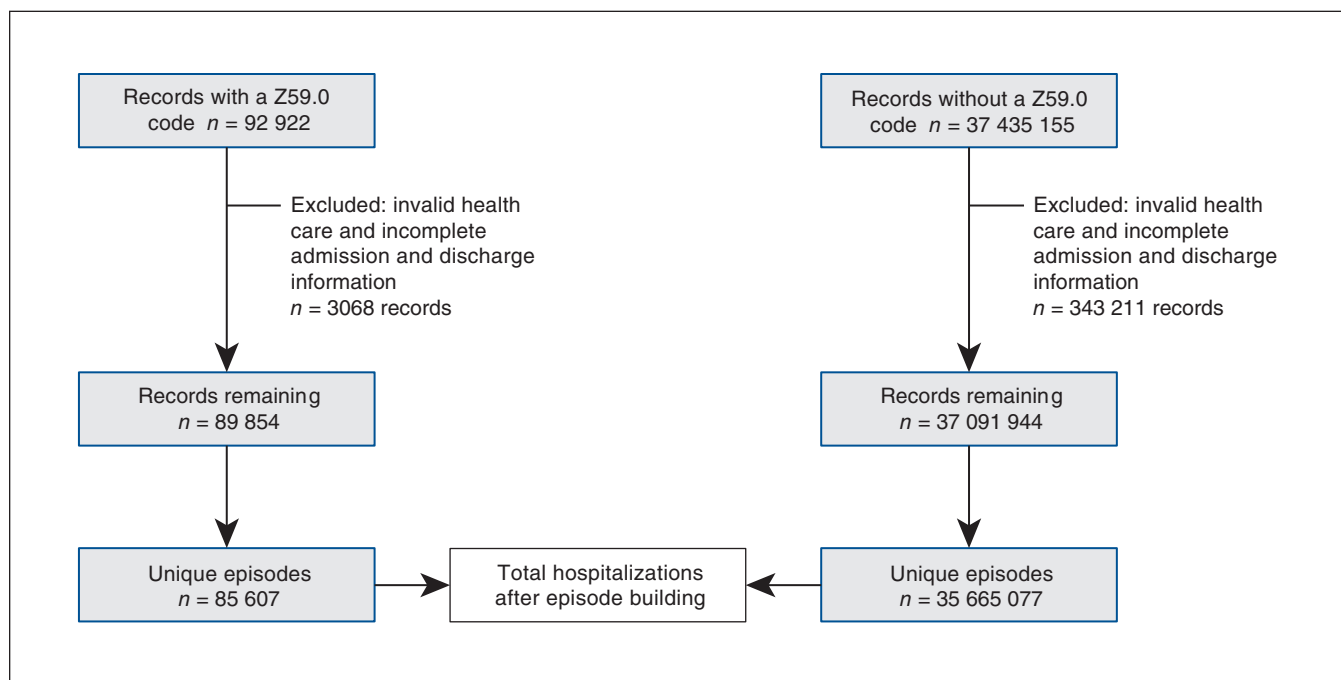 Records with a Z59.0
code n = 92 922
Excluded: invalid health
care and incomplete
admission and discharge
information
n = 3068 records
Records remaining
n = 89 854
Unique episodes
n = 85 607
Total hospitalizations
after episode building
Records without a Z59.0
code n = 37 435 155
Excluded: invalid health
care and incomplete
admission and discharge
information
n = 343 211 records
Records remaining
n = 37 091 944
Unique episodes
n = 35 665 077